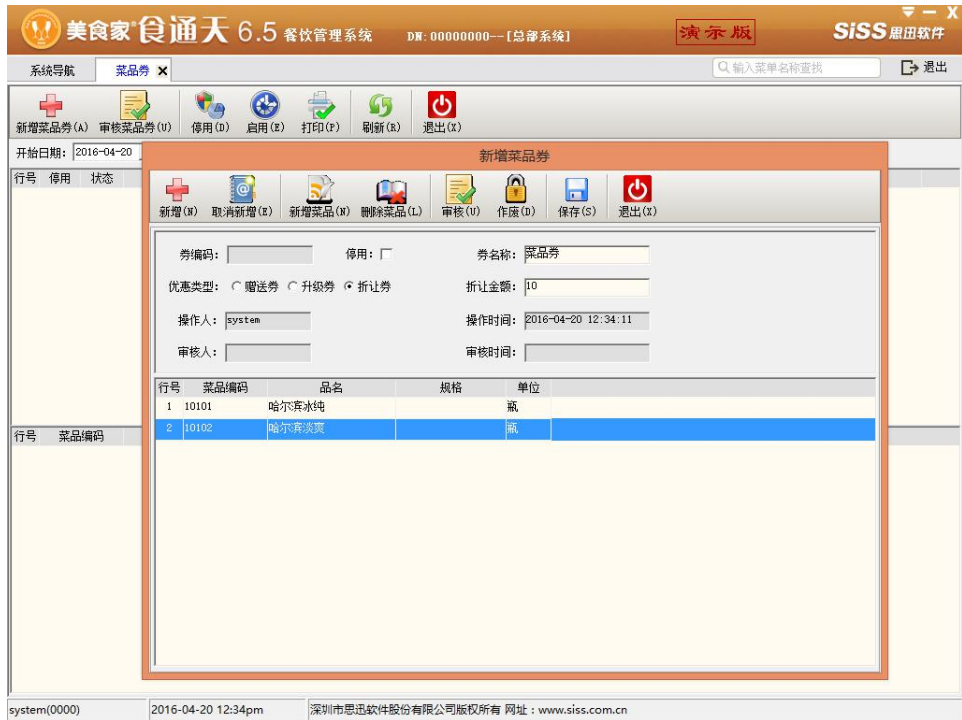 美食家 食通天 6.5 餐饮管理系统 DN:00000000--[总部系统] 演示版 SiSS 思迅软件
系统导航 菜品券 输入菜单名称查找 退出
新增菜品券(A) 审核菜品券(U) 停用(D) 启用(E) 打印(P) 刷新(R) 退出(X)
开始日期: 2016-04-20
新增菜品券
行号 停用 状态
新增(N) 取消新增(E) 新增菜品(N) 删除菜品(L) 审核(U) 作废(D) 保存(S) 退出(X)
券编码: 停用: 券名称: 菜品券
优惠类型: 赠送券 升级券 折让券 折让金额: 10
操作人: system 操作时间: 2016-04-20 12:34:11
审核人: 审核时间:
行号 菜品编码 品名 规格 单位
1 10101 哈尔滨冰纯 瓶
2 10102 哈尔滨淡爽 瓶
行号 菜品编码
system(0000) 2016-04-20 12:34pm 深圳市思迅软件股份有限公司版权所有 网址:www.siss.com.cn